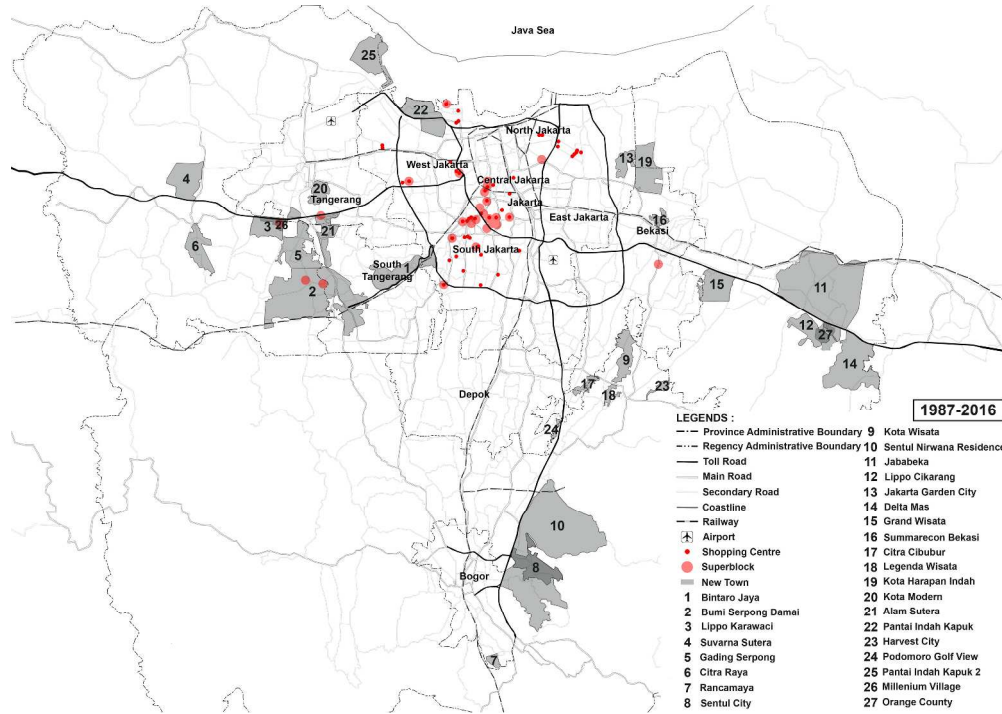 Java Sea
25
22
North Jakarta
West Jakarta
13
19
4
Central Jakarta
20
Tangerang
Jakarta
East Jakarta
16
Bekasi
3
26
21
6
5
South Jakarta
South
Tangerang
1
2
15
11
12
27
14
9
17
18
23
Depok
24
10
8
Bogor
7
1987-2016
LEGENDS :
Province Administrative Boundary
Regency Administrative Boundary
Toll Road
Main Road
Secondary Road
Coastline
Railway
Airport
Shopping Centre
Superblock
New Town
1 Bintaro Jaya
2 Bumi Serpong Damai
3 Lippo Karawaci
4 Suvarna Sutera
5 Gading Serpong
6 Citra Raya
7 Rancamaya
8 Sentul City
9 Kota Wisata
10 Sentul Nirwana Residence
11 Jababeka
12 Lippo Cikarang
13 Jakarta Garden City
14 Delta Mas
15 Grand Wisata
16 Summarecon Bekasi
17 Citra Cibubur
18 Legenda Wisata
19 Kota Harapan Indah
20 Kota Modern
21 Alam Sutera
22 Pantai Indah Kapuk
23 Harvest City
24 Podomoro Golf View
25 Pantai Indah Kapuk 2
26 Millenium Village
27 Orange County